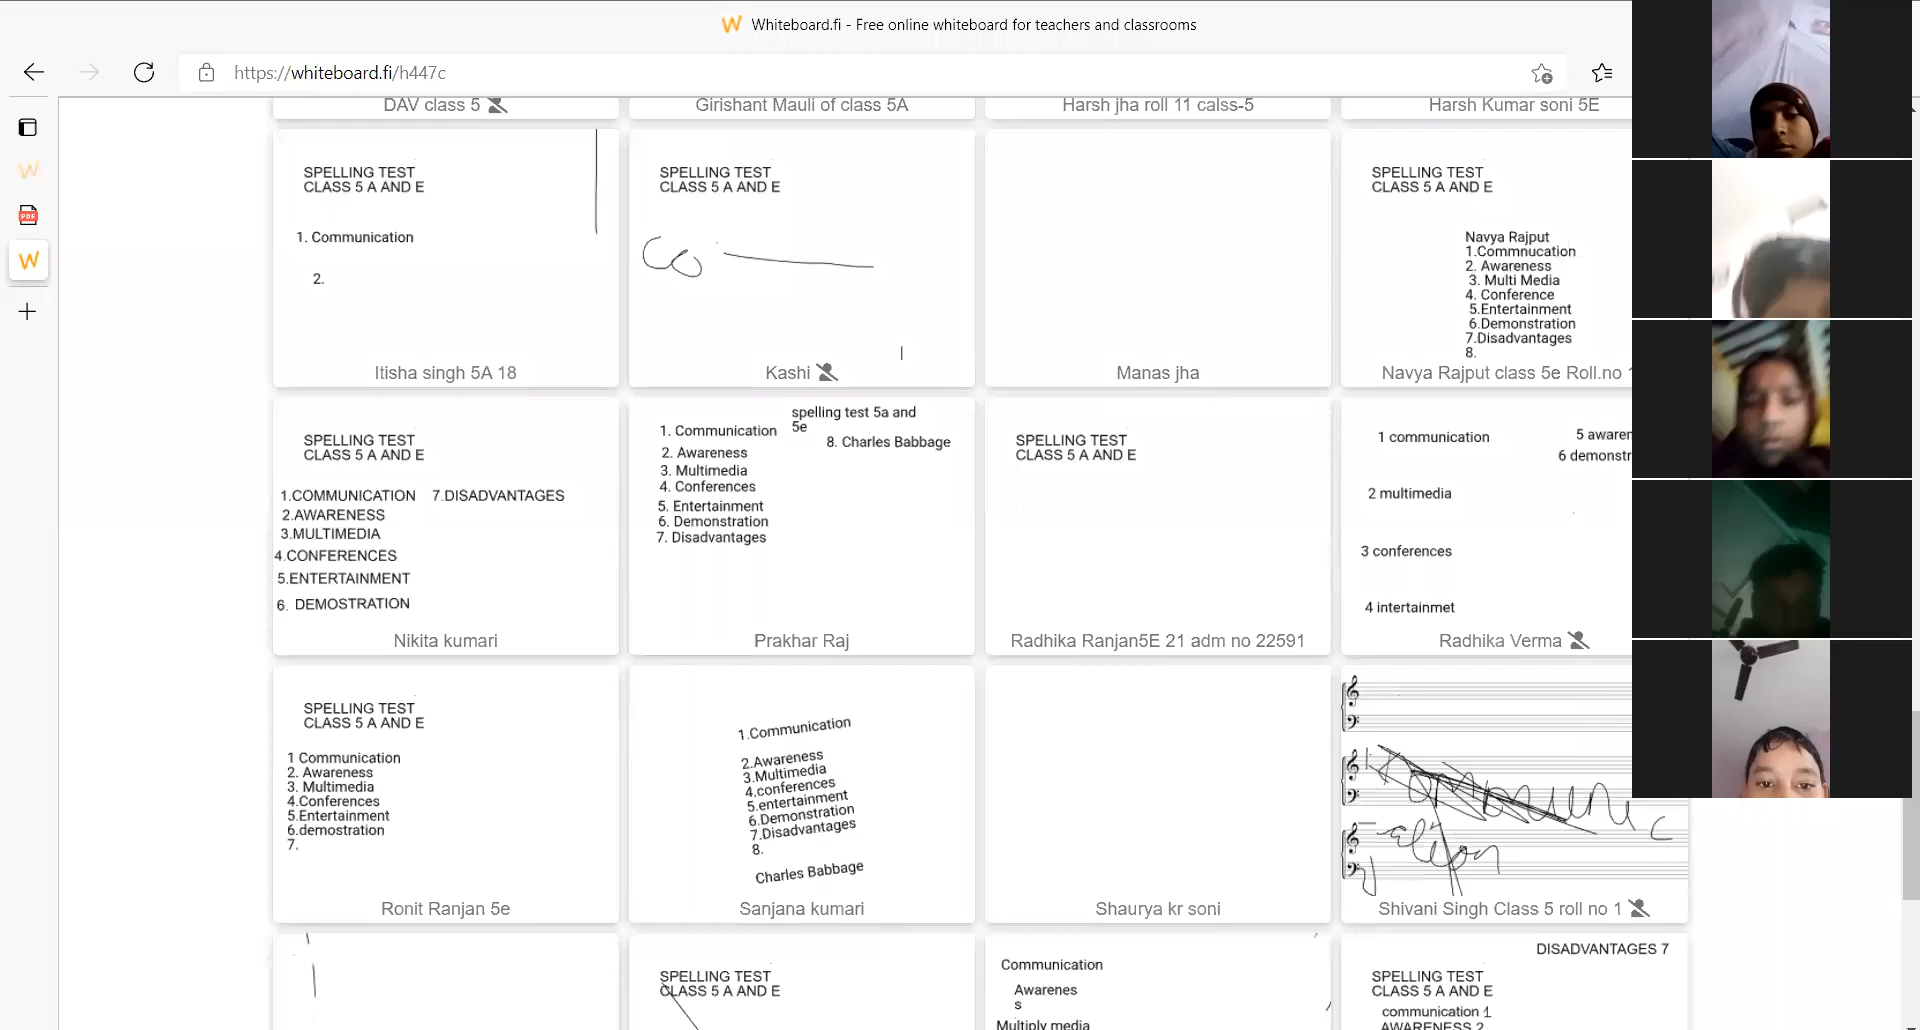 Whiteboard.fi - Free online whiteboard for teachers and classrooms
https://whiteboard.fi/h447c
DAV class 5
Girishant Mauli of class 5A
Harsh jha roll 11 calss-5
Harsh Kumar soni 5E
SPELLING TEST
CLASS 5 A AND E
1. Communication
2.
Itisha singh 5A 18
SPELLING TEST
CLASS 5 A AND E
Co
Kashi
Manas jha
SPELLING TEST
CLASS 5 A AND E
Navya Rajput
1.Commnucation
2. Awareness
3. Multi Media
4. Conference
5.Entertainment
6.Demonstration
7.Disadvantages
8.
Navya Rajput class 5e Roll.no
SPELLING TEST
CLASS 5 A AND E
1.COMMUNICATION 7.DISADVANTAGES
2.AWARENESS
3.MULTIMEDIA
4.CONFERENCES
5.ENTERTAINMENT
6. DEMOSTRATION
Nikita kumari
spelling test 5a and
5e
1. Communication
8. Charles Babbage
2. Awareness
3. Multimedia
4. Conferences
5. Entertainment
6. Demonstration
7. Disadvantages
Prakhar Raj
SPELLING TEST
CLASS 5 A AND E
Radhika Ranjan5E 21 adm no 22591
1 communication
5 awaren
6 demonstr
2 multimedia
3 conferences
4 intertainmet
Radhika Verma
SPELLING TEST
CLASS 5 A AND E
1 Communication
2. Awareness
3. Multimedia
4.Conferences
5.Entertainment
6.demostration
7.
Ronit Ranjan 5e
1.Communication
2.Awareness
3.Multimedia
4.conferences
5.entertainment
6.Demonstration
7.Disadvantages
8.
Charles Babbage
Sanjana kumari
Shaurya kr soni
Shivani Singh Class 5 roll no 1
SPELLING TEST
CLASS 5 A AND E
Communication
Awarenes
s
Multiply media
DISADVANTAGES 7
SPELLING TEST
CLASS 5 A AND E
communication 1
AWARENESS 2